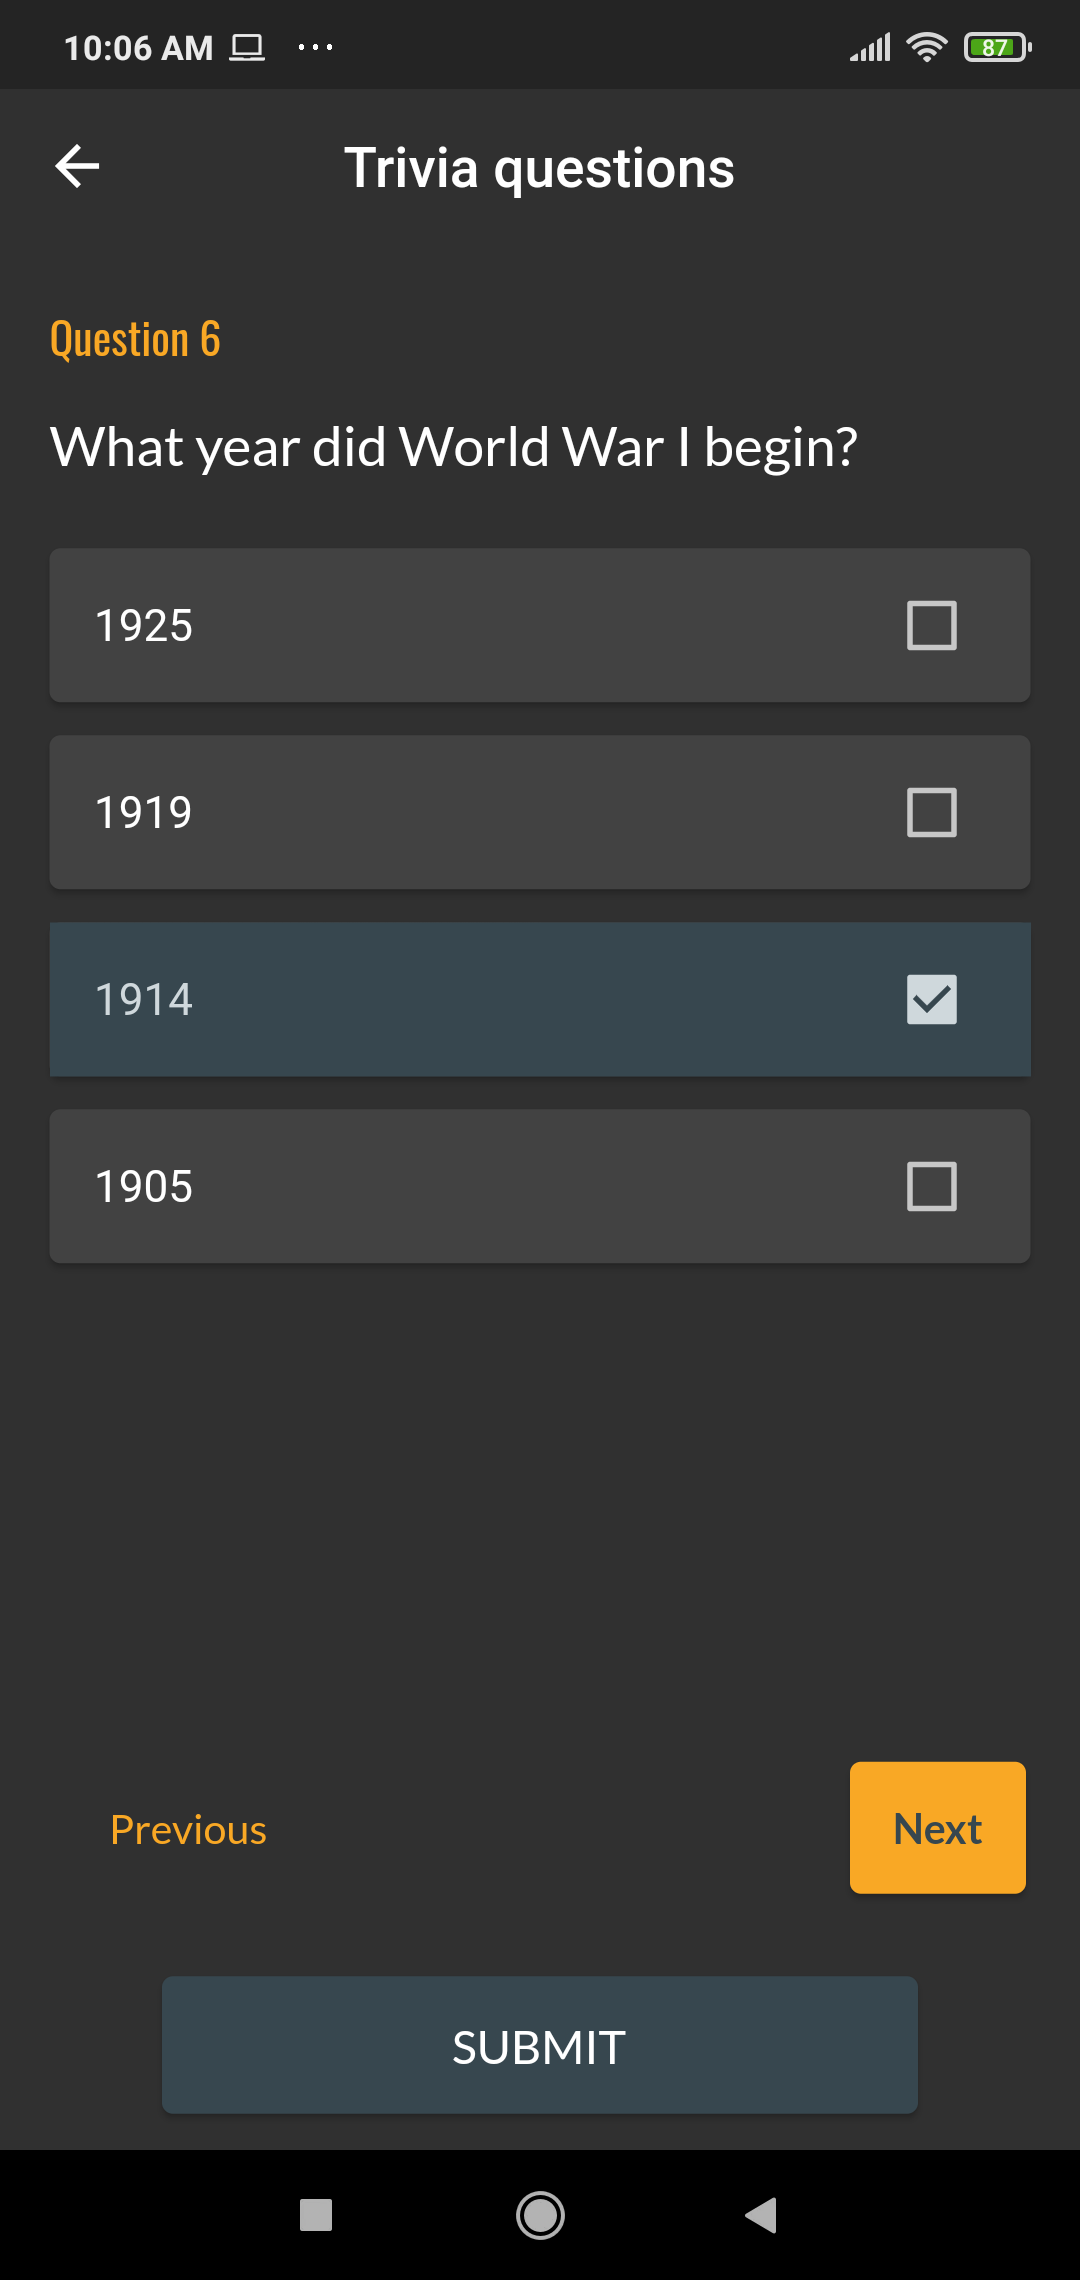 10:06 AM
87
Trivia questions
Question 6
What year did World War I begin?
1925
1919
1914
1905
Previous
Next
SUBMIT